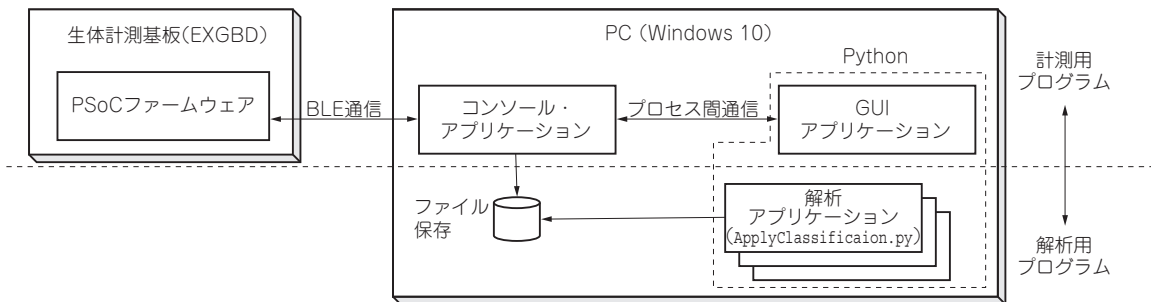 生体計測基板(EXGBD)
PSoCファームウェア
BLE通信
PC (Windows 10)
コンソール・
アプリケーション
プロセス間通信
Python
GUI
アプリケーション
計測用
プログラム
ファイル
保存
解析
アプリケーション
(ApplyClassificaion.py)
解析用
プログラム